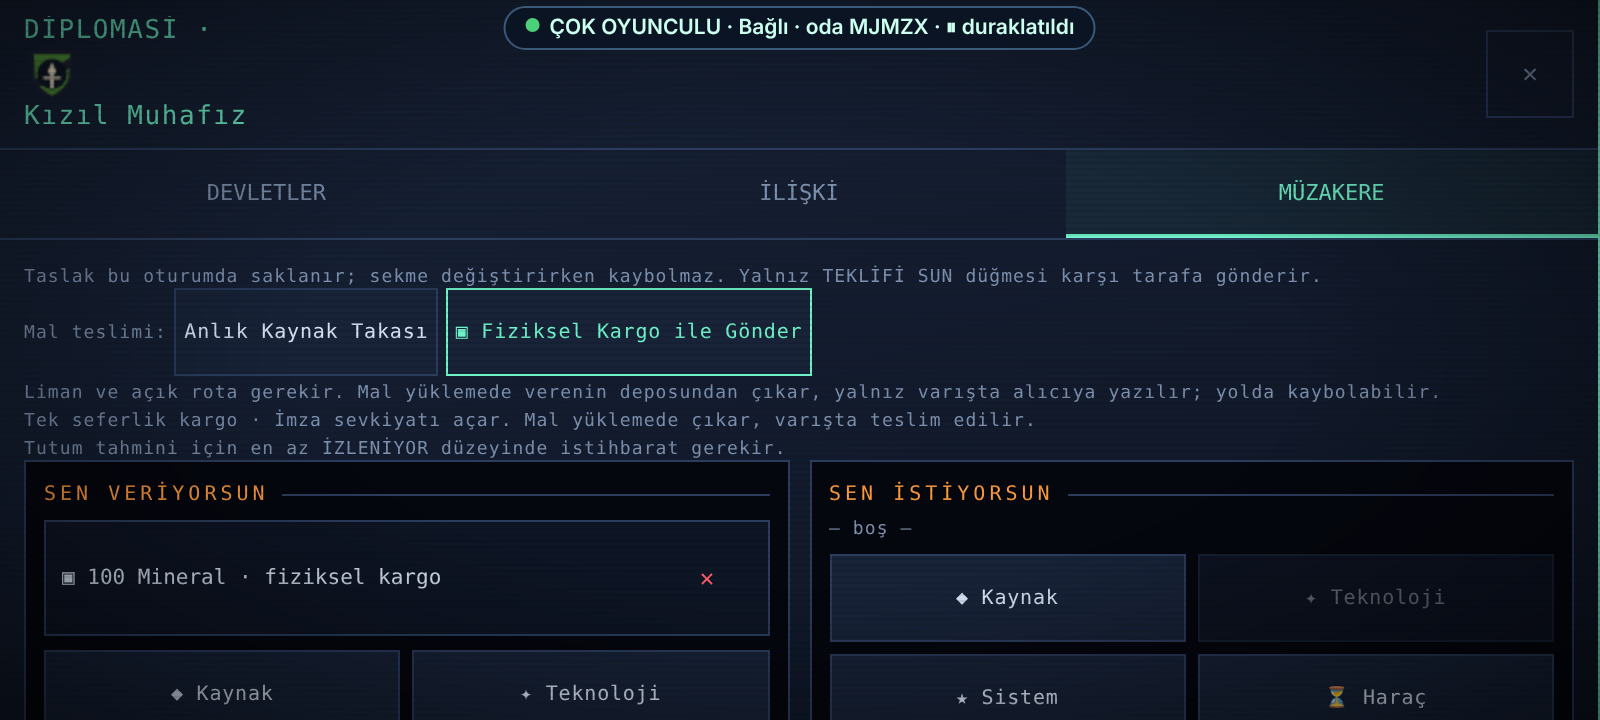 DİPLOMASİ ·
ÇOK OYUNCULU · Bağlı · oda MJMZX · ⏸ duraklatıldı
×
Kızıl Muhafız
DEVLETLER
İLİŞKİ
MÜZAKERE
Taslak bu oturumda saklanır; sekme değiştirirken kaybolmaz. Yalnız TEKLİFİ SUN düğmesi karşı tarafa gönderir.
Mal teslimi: Anlık Kaynak Takası ▣ Fiziksel Kargo ile Gönder
Liman ve açık rota gerekir. Mal yüklemede verenin deposundan çıkar, yalnız varışta alıcıya yazılır; yolda kaybolabilir.
Tek seferlik kargo · İmza sevkiyatı açar. Mal yüklemede çıkar, varışta teslim edilir.
Tutum tahmini için en az İZLENİYOR düzeyinde istihbarat gerekir.
SEN VERİYORSUN
▣ 100 Mineral · fiziksel kargo ×
◆ Kaynak
✦ Teknoloji
SEN İSTİYORSUN
— boş —
◆ Kaynak
✦ Teknoloji
★ Sistem
⏳ Haraç